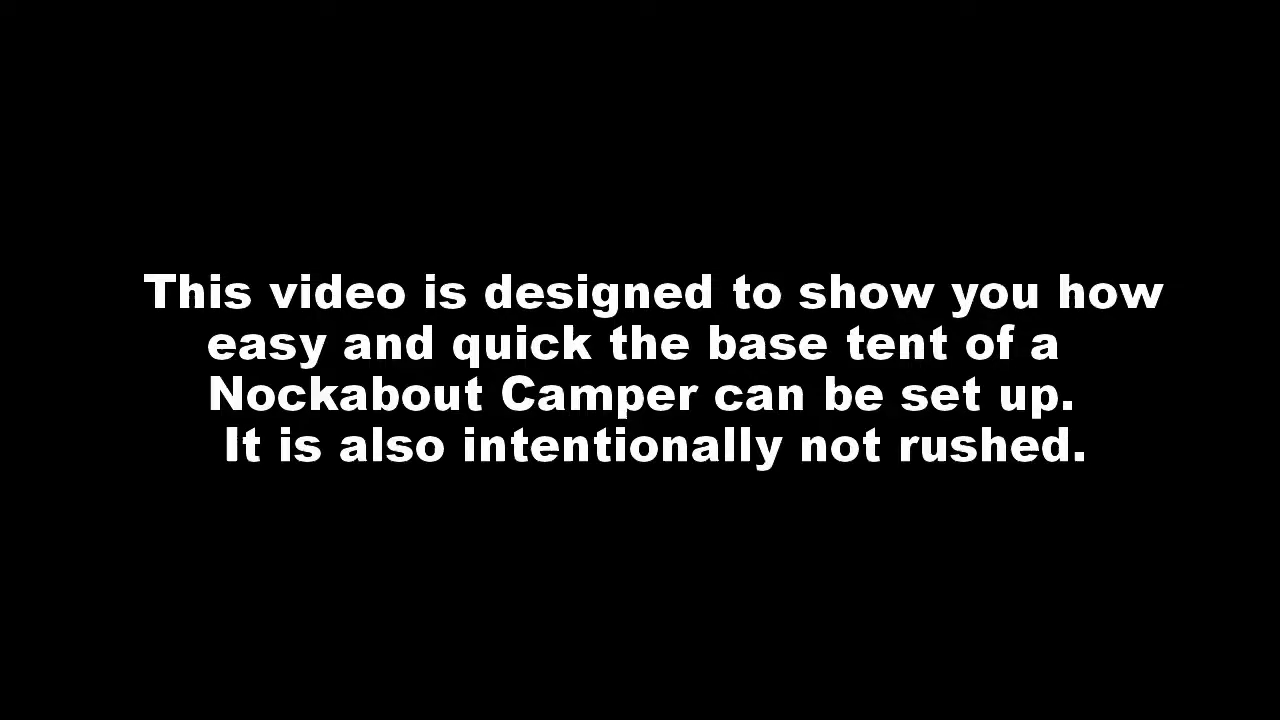 This video is designed to show you how
easy and quick the base tent of a
Nockabout Camper can be set up.
It is also intentionally not rushed.